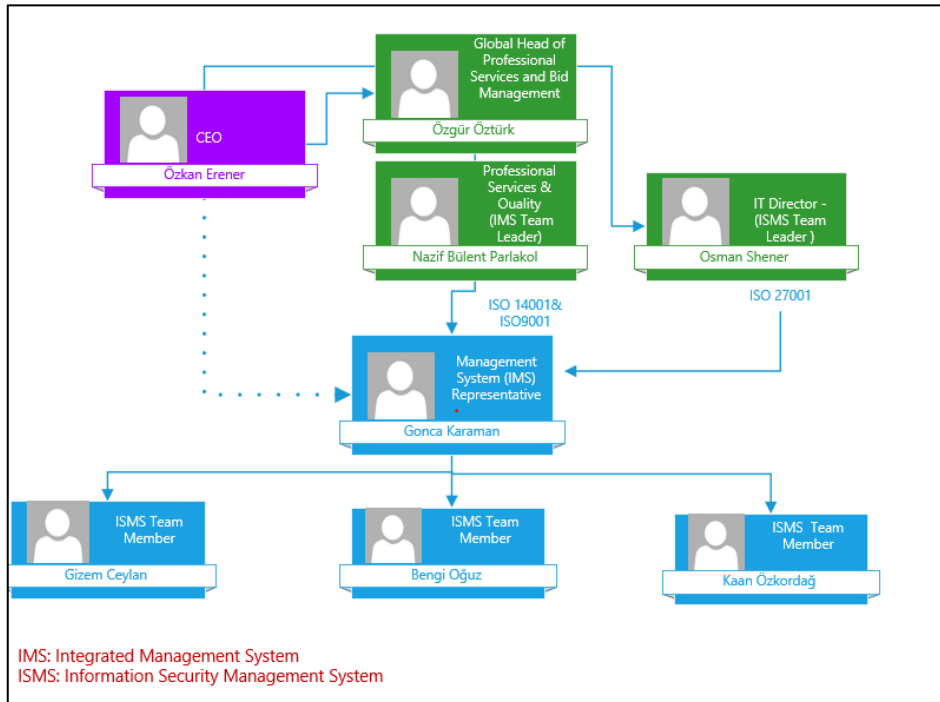 Global Head of
Professional
Services and Bid
Management
Özgür Öztürk
CEO
Özkan Erener
Professional
Services &
Quality
(IMS Team
Leader)
Nazif Bülent Parlakol
IT Director -
(ISMS Team
Leader )
Osman Shener
ISO 14001&
ISO9001
ISO 27001
Management
System (IMS)
Representative
Gonca Karaman
ISMS Team
Member
Gizem Ceylan
ISMS Team
Member
Bengi Oğuz
ISMS Team
Member
Kaan Özkordağ
IMS: Integrated Management System
ISMS: Information Security Management System